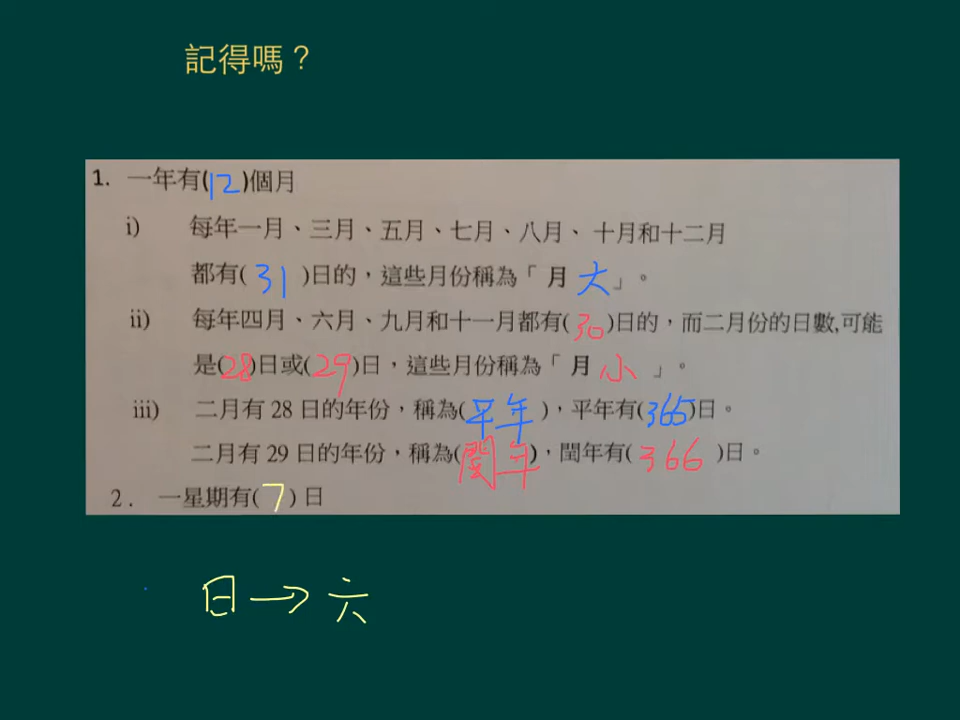 記得嗎？
1. 一年有(12)個月
i) 每年一月、三月、五月、七月、八月、十月和十二月
都有(31)日的，這些月份稱為「月大」。
ii) 每年四月、六月、九月和十一月都有(30)日的，而二月份的日數,可能
是(28)日或(29)日，這些月份稱為「月小」。
iii) 二月有 28 日的年份，稱為(平年)，平年有(365)日。
二月有 29 日的年份，稱為(閏年)，閏年有(366)日。
2. 一星期有(7)日
日→六